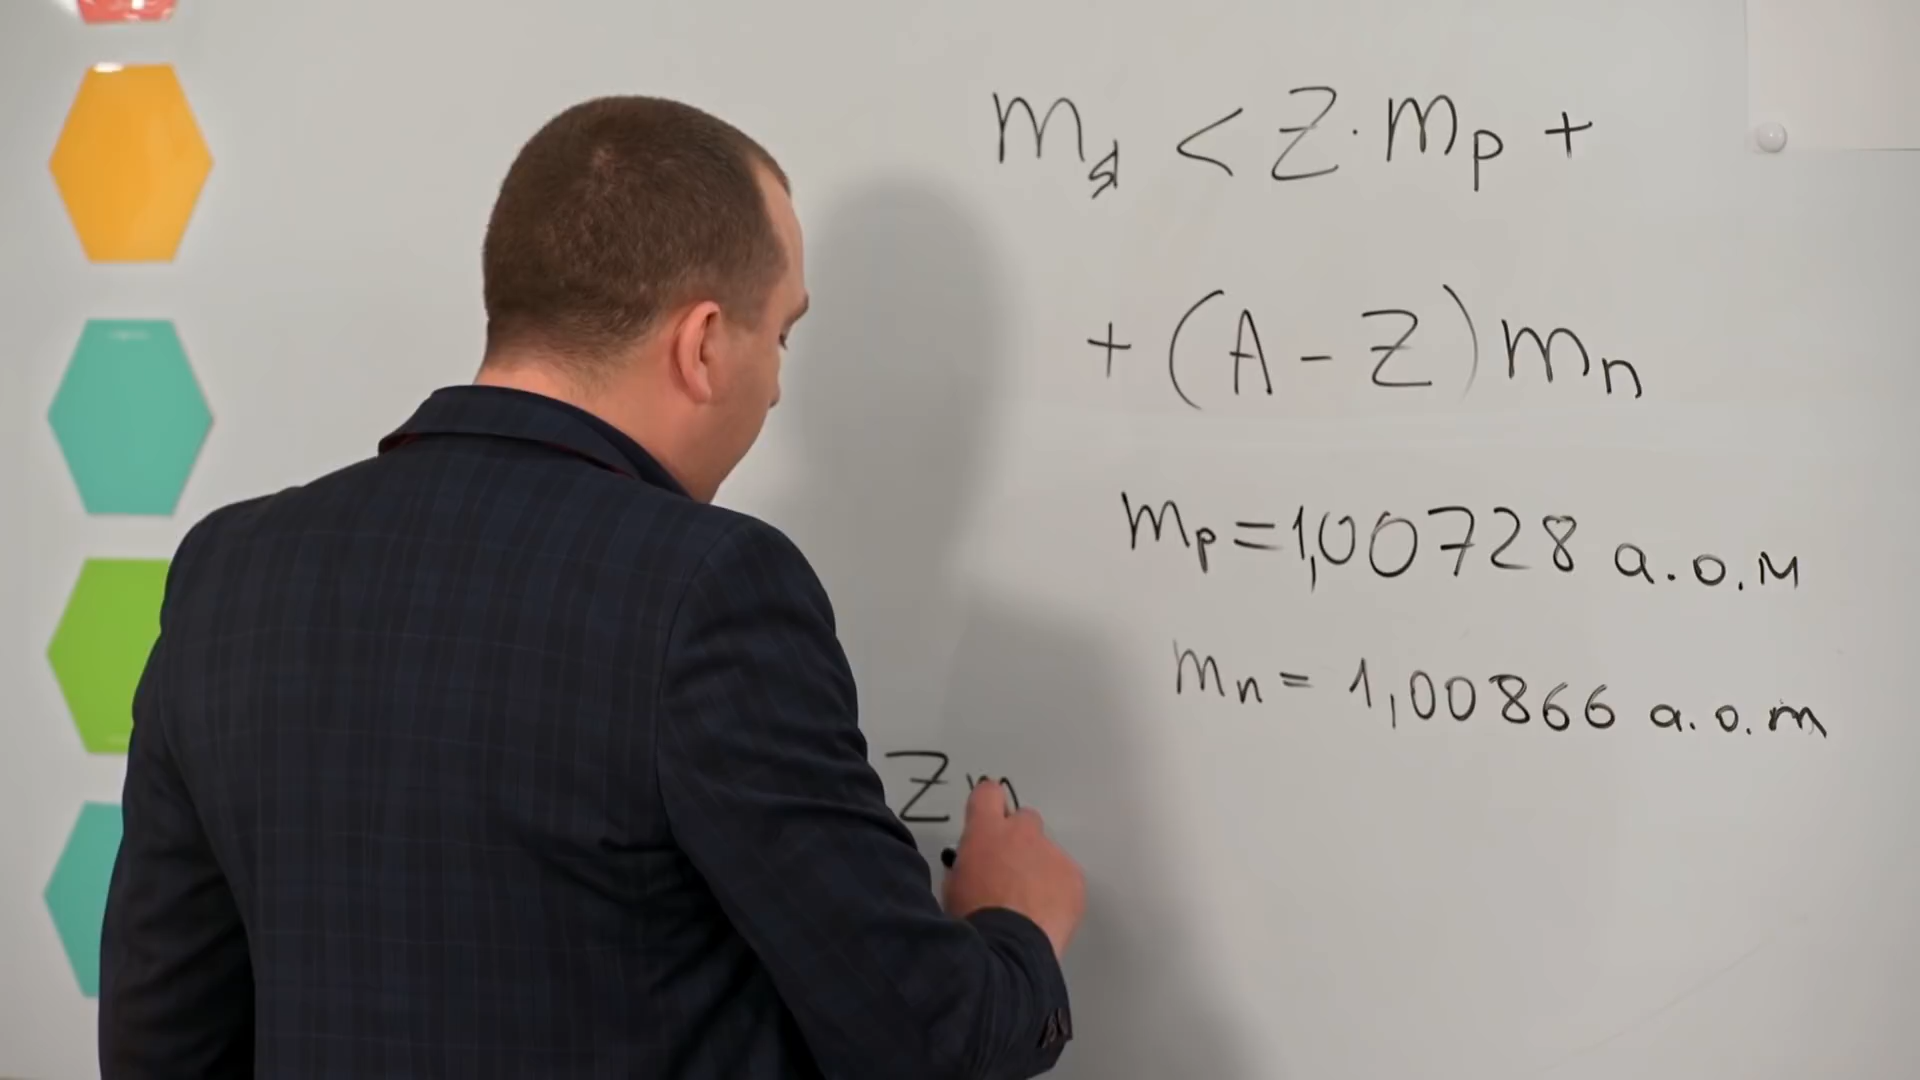 mя < Z · mp +
+ (A - Z) mn
mp = 1,00728 а.о.м
mn = 1,00866 а.о.m
Zm